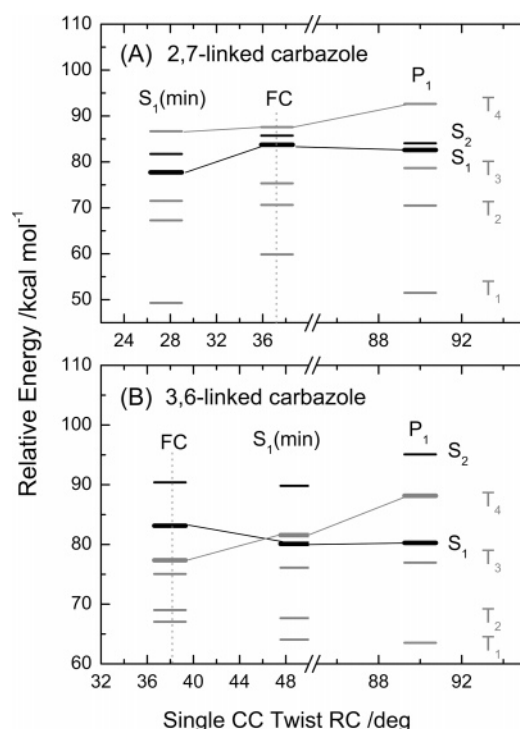 Relative Energy /kcal mol⁻¹
110
(A) 2,7-linked carbazole
100
90
80
70
60
50
S₁(min)
FC
P₁
T₄
S₂
S₁
T₃
T₂
T₁
24 28 32 36 88 92
110
(B) 3,6-linked carbazole
100
90
80
70
60
FC
S₁(min)
P₁
S₂
T₄
S₁
T₃
T₂
T₁
32 36 40 44 48 88 92
Single CC Twist RC /deg